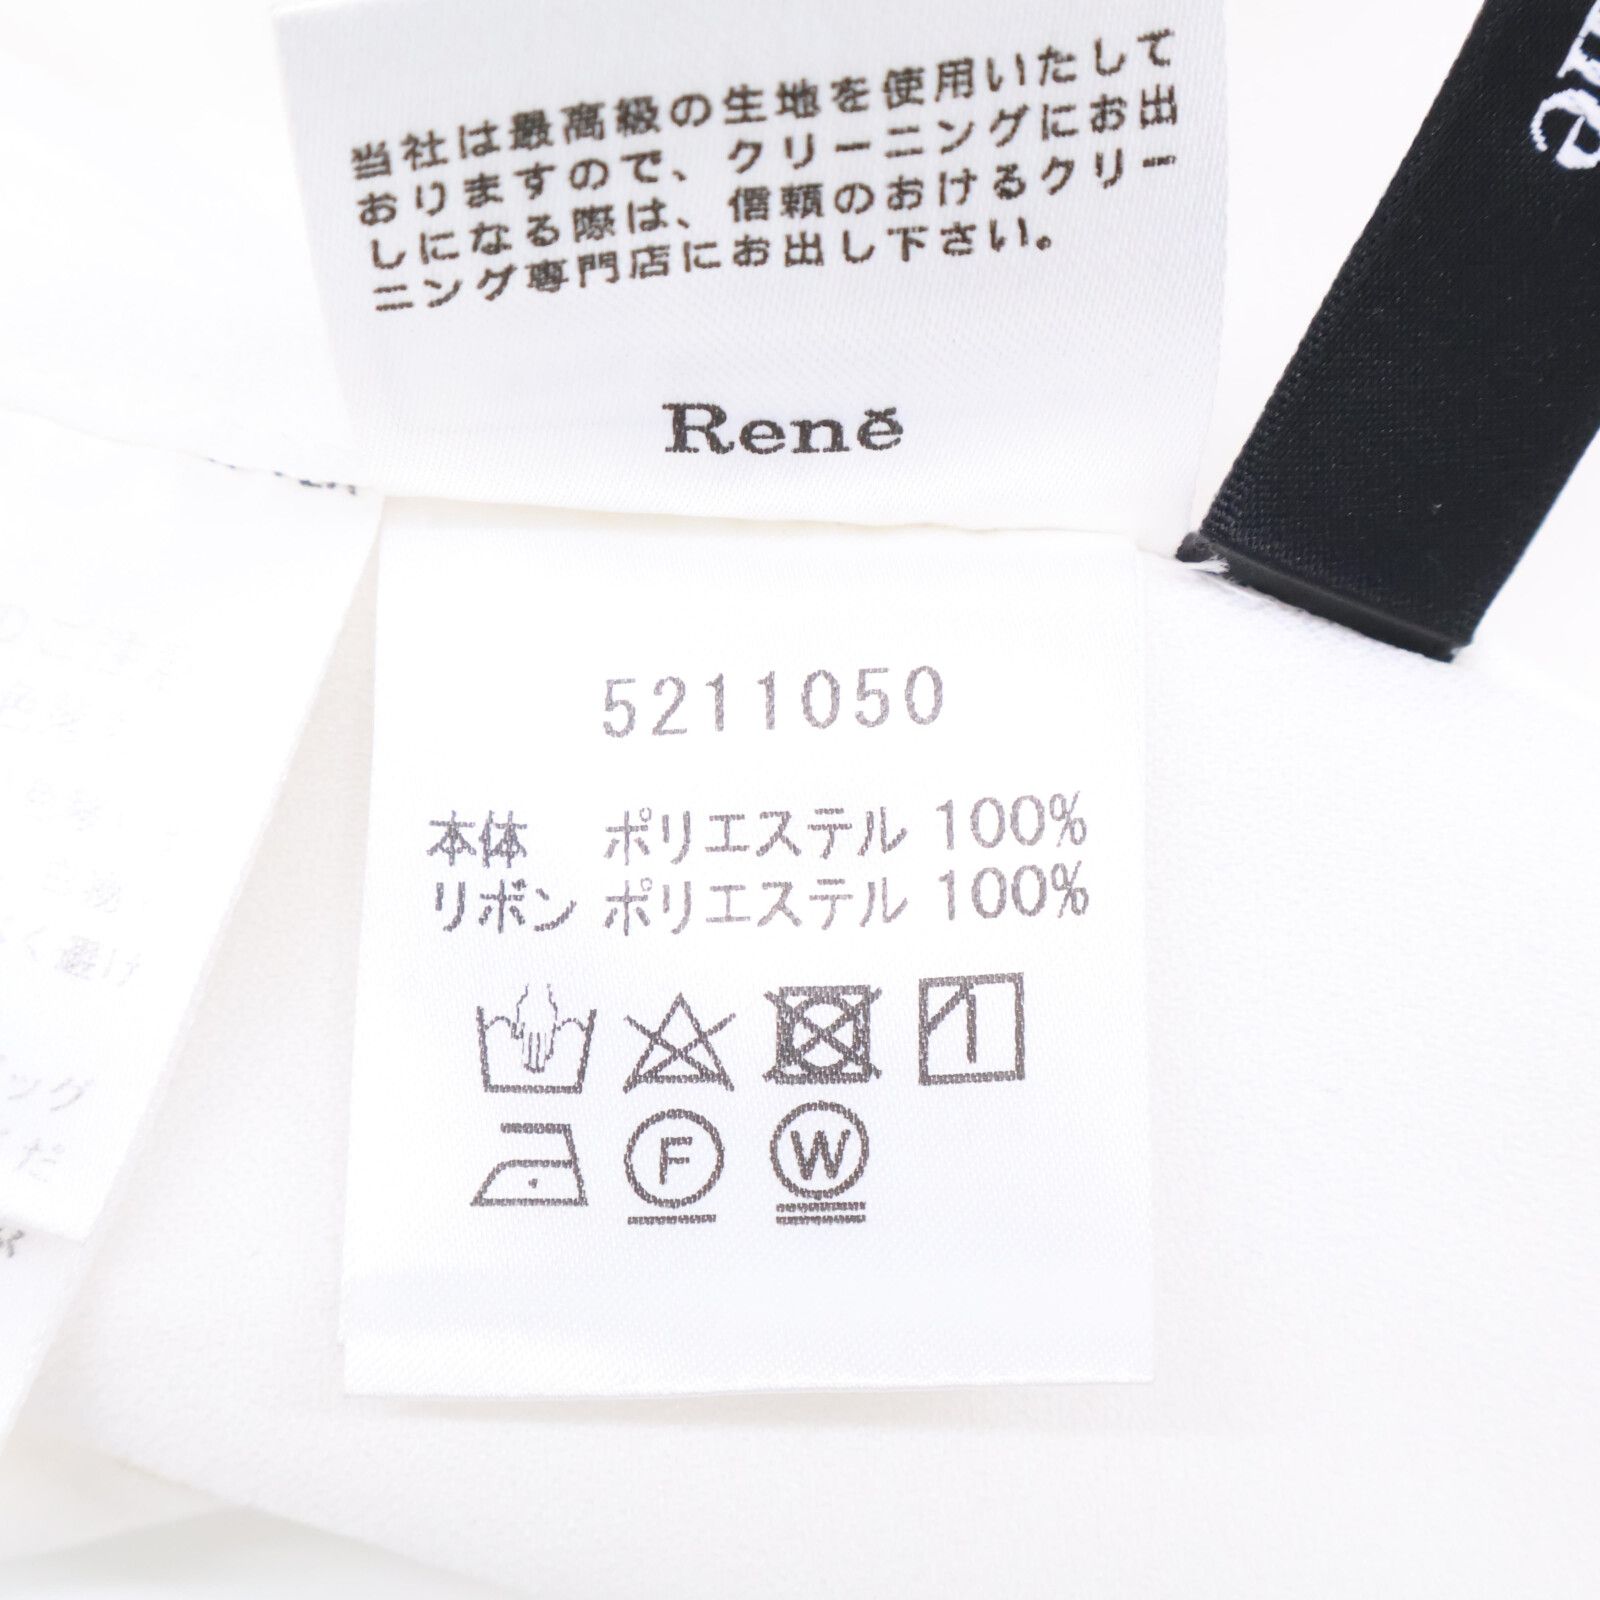 当社は最高級の生地を使用いたして
おりますので、クリーニングにお出
しになる際は、信頼のおけるクリー
ニング専門店にお出し下さい。
René
5211050
本体 ポリエステル 100%
リボン ポリエステル 100%
F
W
ック
だ